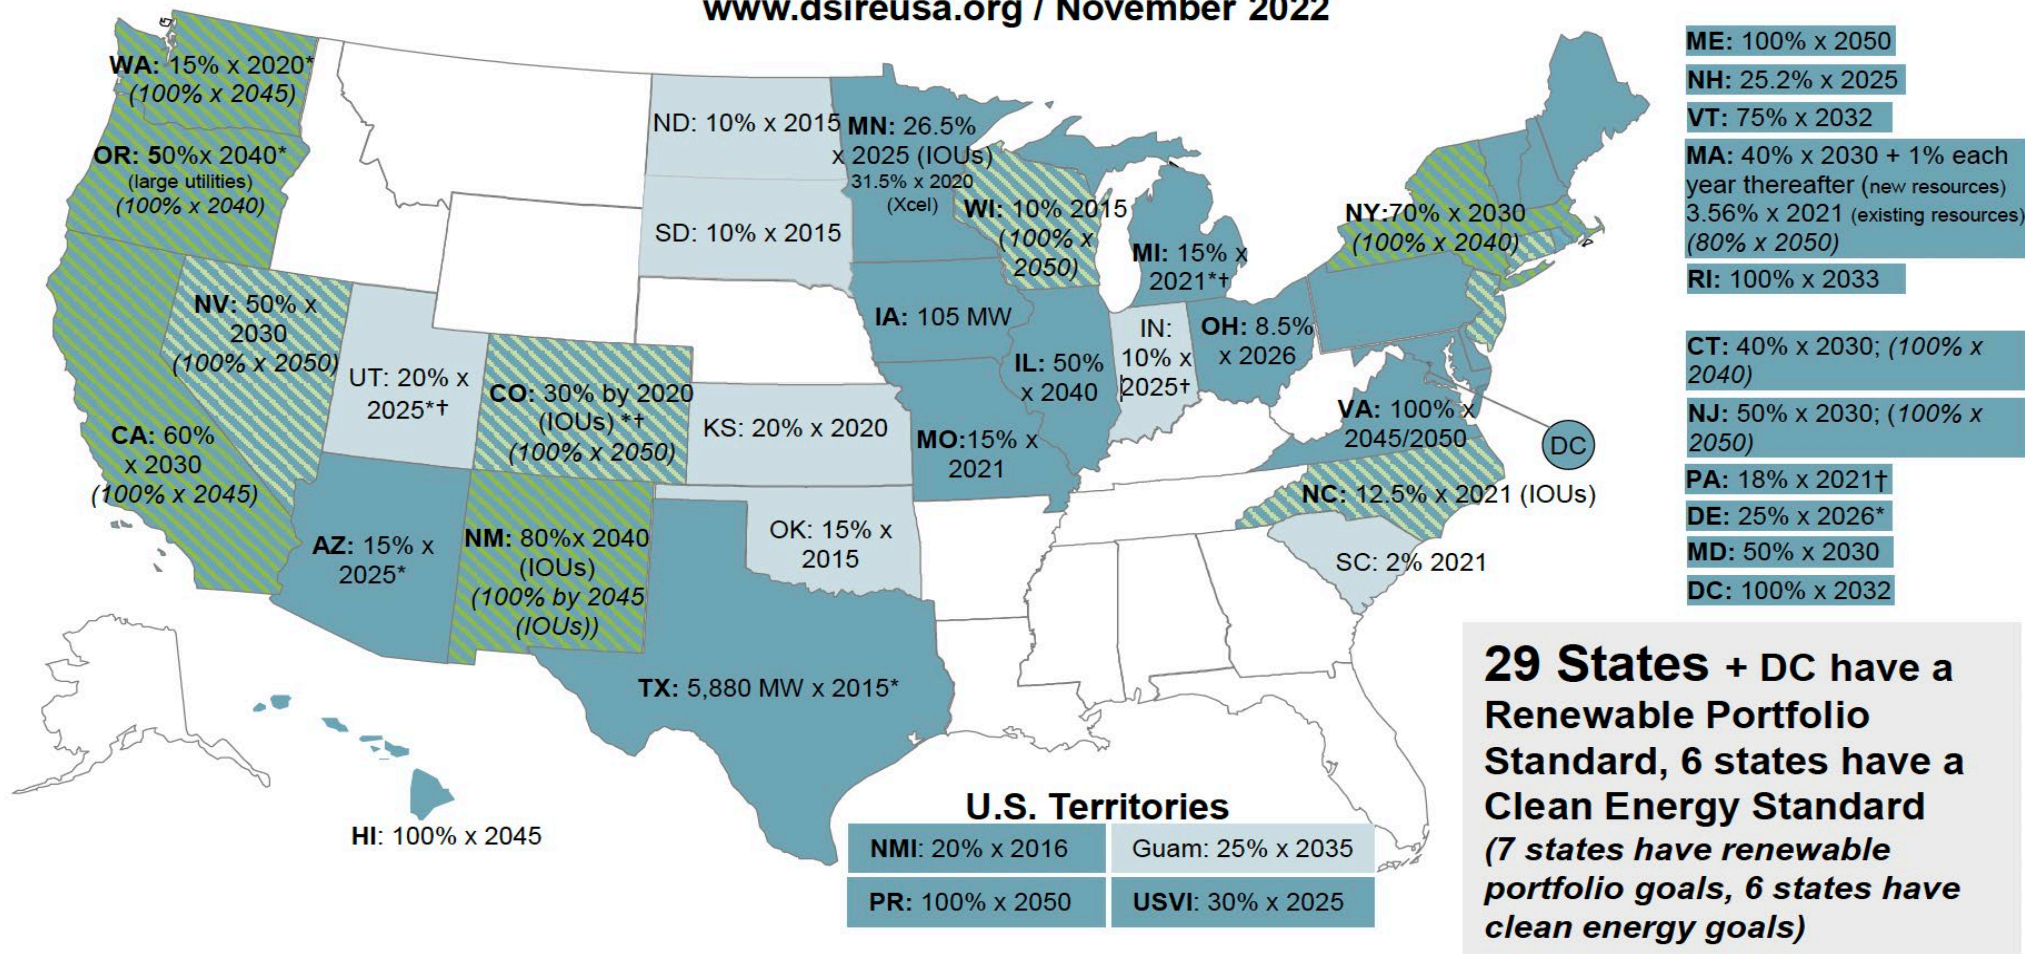 www.dsireusa.org / November 2022
WA: 15% x 2020*
(100% x 2045)
OR: 50%x 2040*
(large utilities)
(100% x 2040)
CA: 60%
x 2030
(100% x 2045)
NV: 50% x
2030
(100% x 2050)
UT: 20% x
2025*†
AZ: 15% x
2025*
CO: 30% by 2020
(IOUs) *†
(100% x 2050)
NM: 80%x 2040
(IOUs)
(100% by 2045
(IOUs))
ND: 10% x 2015
SD: 10% x 2015
KS: 20% x 2020
OK: 15% x
2015
TX: 5,880 MW x 2015*
HI: 100% x 2045
MN: 26.5%
x 2025 (IOUs)
31.5% x 2020
(Xcel)
WI: 10% 2015
(100% x
2050)
IA: 105 MW
MO:15% x
2021
IL: 50%
x 2040
MI: 15% x
2021*†
IN:
10% x
2025†
OH: 8.5%
x 2026
NY:70% x 2030
(100% x 2040)
VA: 100% x
2045/2050
DC
NC: 12.5% x 2021 (IOUs)
SC: 2% 2021
ME: 100% x 2050
NH: 25.2% x 2025
VT: 75% x 2032
MA: 40% x 2030 + 1% each
year thereafter (new resources)
3.56% x 2021 (existing resources)
(80% x 2050)
RI: 100% x 2033
CT: 40% x 2030; (100% x
2040)
NJ: 50% x 2030; (100% x
2050)
PA: 18% x 2021†
DE: 25% x 2026*
MD: 50% x 2030
DC: 100% x 2032
U.S. Territories
NMI: 20% x 2016
Guam: 25% x 2035
PR: 100% x 2050
USVI: 30% x 2025
29 States + DC have a
Renewable Portfolio
Standard, 6 states have a
Clean Energy Standard
(7 states have renewable
portfolio goals, 6 states have
clean energy goals)